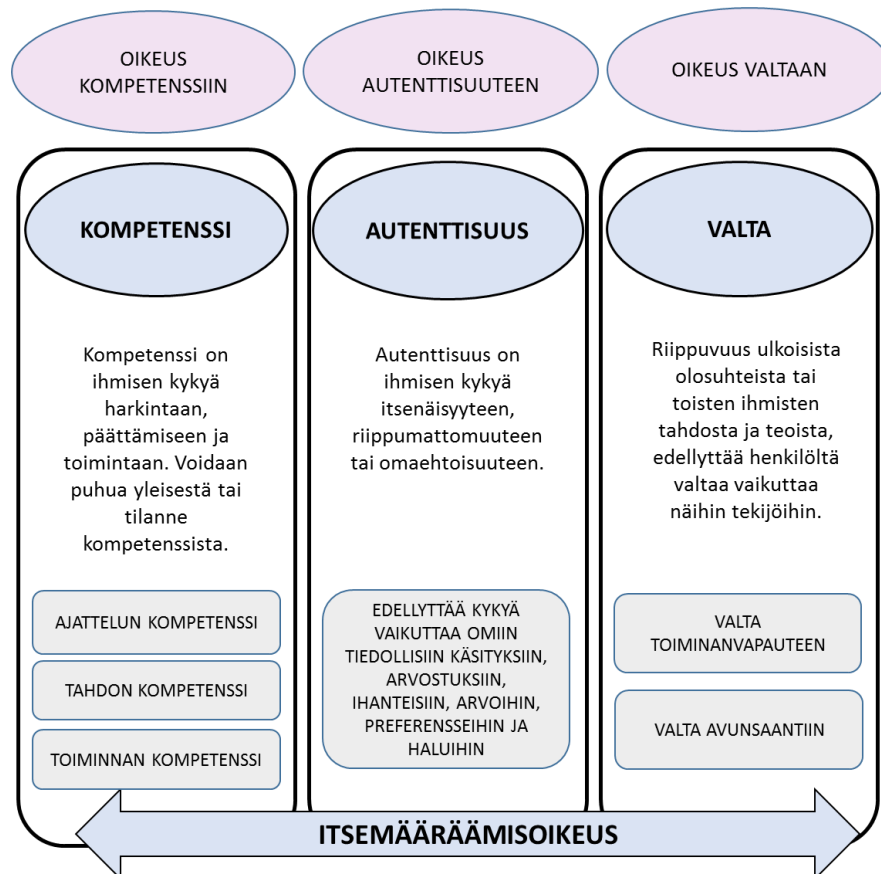 OIKEUS
KOMPETENSSIIN
OIKEUS
AUTENTTISUUTEEN
OIKEUS VALTAAN
KOMPETENSSI
Kompetenssi on
ihmisen kykyä
harkintaan,
päättämiseen ja
toimintaan. Voidaan
puhua yleisestä tai
tilanne
kompetenssista.
AJATTELUN KOMPETENSSI
TAHDON KOMPETENSSI
TOIMINNAN KOMPETENSSI
AUTENTTISUUS
Autenttisuus on
ihmisen kykyä
itsenäisyyteen,
riippumattomuuteen
tai omaehtoisuuteen.
EDELLYTTÄÄ KYKYÄ
VAIKUTTAA OMIIN
TIEDOLLISIIN KÄSITYKSIIN,
ARVOSTUKSIIN,
IHANTEISIIN, ARVOIHIN,
PREFERENSSEIHIN JA
HALUIHIN
VALTA
Riippuvuus ulkoisista
olosuhteista tai
toisten ihmisten
tahdosta ja teoista,
edellyttää henkilöltä
valtaa vaikuttaa
näihin tekijöihin.
VALTA
TOIMINANVAPAUTEEN
VALTA AVUNSAANTIIN
ITSEMÄÄRÄÄMISOIKEUS